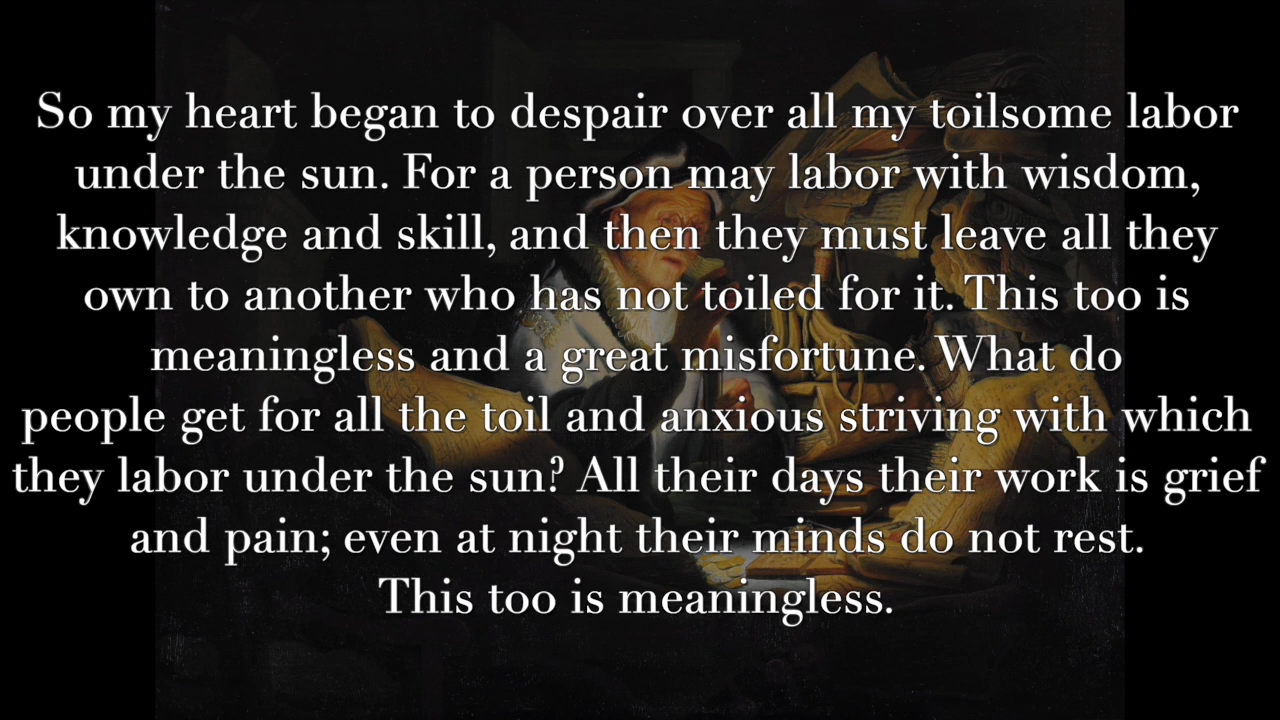 So my heart began to despair over all my toilsome labor
under the sun. For a person may labor with wisdom,
knowledge and skill, and then they must leave all they
own to another who has not toiled for it. This too is
meaningless and a great misfortune. What do
people get for all the toil and anxious striving with which
they labor under the sun? All their days their work is grief
and pain; even at night their minds do not rest.
This too is meaningless.